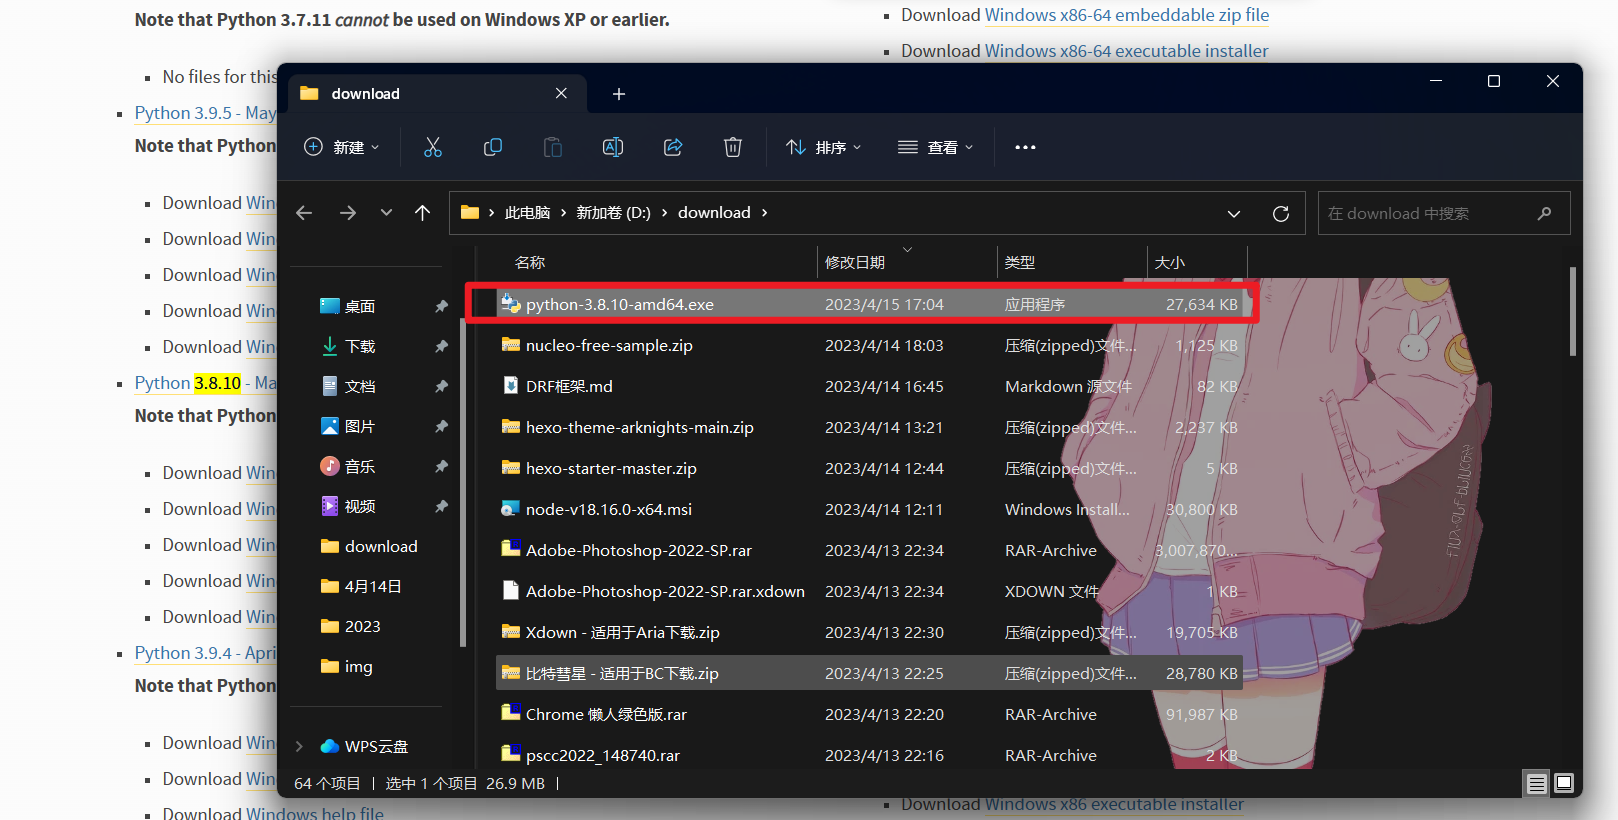 Note that Python 3.7.11 cannot be used on Windows XP or earlier.
No files for this
Python 3.9.5 - May
Note that Python
Download Win
Download Win
Download Win
Download Win
Download Win
Python 3.8.10 - Ma
Note that Python
Download Win
Download Win
Download Win
Download Win
Download Win
Python 3.9.4 - Apri
Note that Python
Download Win
Download Win
Download Windows help file
Download Windows x86-64 embeddable zip file
Download Windows x86-64 executable installer
download
新建
排序
查看
此电脑 › 新加卷 (D:) › download ›
在 download 中搜索
桌面
下载
文档
图片
音乐
视频
download
4月14日
2023
img
WPS云盘
名称 修改日期 类型 大小
python-3.8.10-amd64.exe 2023/4/15 17:04 应用程序 27,634 KB
nucleo-free-sample.zip 2023/4/14 18:03 压缩(zipped)文件... 1,125 KB
DRF框架.md 2023/4/14 16:45 Markdown 源文件 82 KB
hexo-theme-arknights-main.zip 2023/4/14 13:21 压缩(zipped)文件... 2,237 KB
hexo-starter-master.zip 2023/4/14 12:44 压缩(zipped)文件... 5 KB
node-v18.16.0-x64.msi 2023/4/14 12:11 Windows Install... 30,800 KB
Adobe-Photoshop-2022-SP.rar 2023/4/13 22:34 RAR-Archive 3,007,870...
Adobe-Photoshop-2022-SP.rar.xdown 2023/4/13 22:34 XDOWN 文件 1 KB
Xdown - 适用于Aria下载.zip 2023/4/13 22:30 压缩(zipped)文件... 19,705 KB
比特彗星 - 适用于BC下载.zip 2023/4/13 22:25 压缩(zipped)文件... 28,780 KB
Chrome 懒人绿色版.rar 2023/4/13 22:20 RAR-Archive 91,987 KB
pscc2022_148740.rar 2023/4/13 22:16 RAR-Archive 2 KB
64 个项目 | 选中 1 个项目 26.9 MB |
Download Windows x86 executable installer